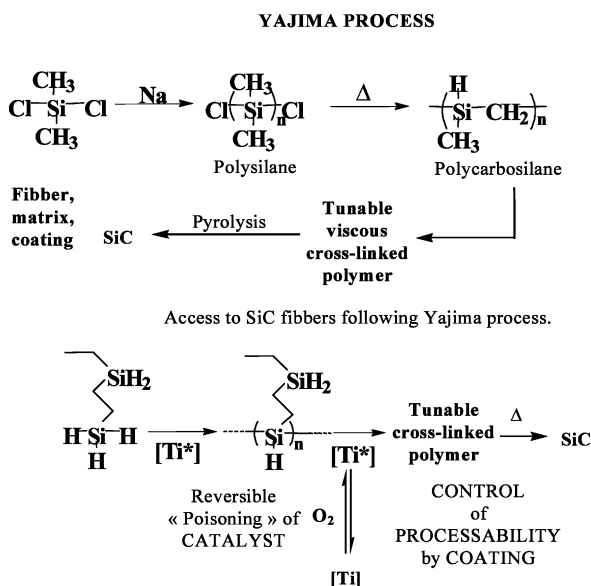 YAJIMA PROCESS
CH3
Cl Si Cl
CH3
Na
CH3
Cl ( Si )n Cl
CH3
Polysilane
Δ
H
( Si CH2 )n
CH3
Polycarbosilane
Fibber,
matrix,
coating
SiC
Pyrolysis
Tunable
viscous
cross-linked
polymer
Access to SiC fibbers following Yajima process.
SiH2
H Si H
H
[Ti*]
SiH2
( Si )n
H
[Ti*]
Tunable
cross-linked
polymer
Δ
SiC
Reversible
« Poisoning » of
CATALYST
O2
CONTROL
of
PROCESSABILITY
by COATING
[Ti]